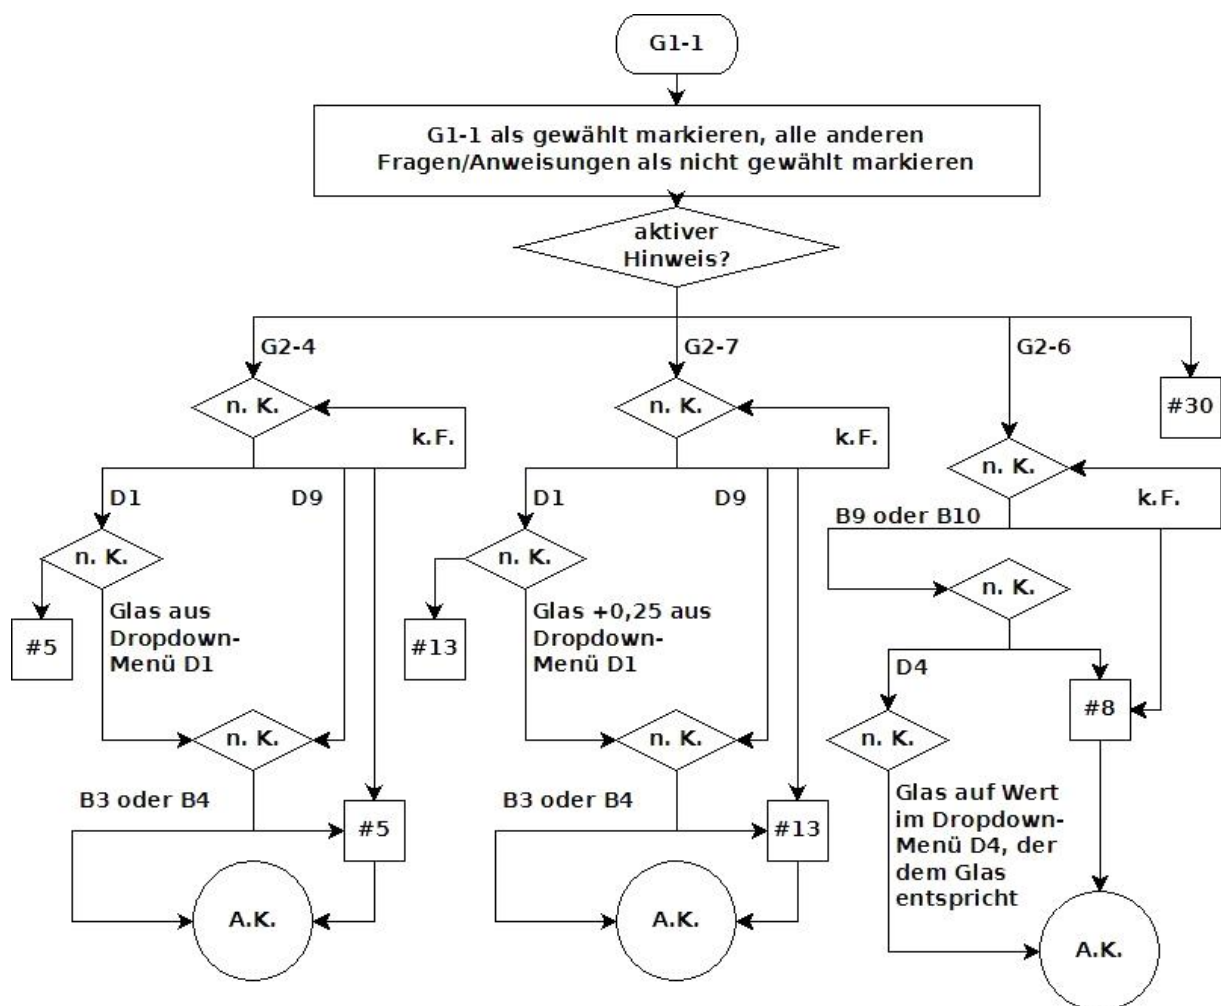 G1-1
G1-1 als gewählt markieren, alle anderen
Fragen/Anweisungen als nicht gewählt markieren
aktiver
Hinweis?
G2-4
G2-7
G2-6
n. K.
n. K.
#30
k.F.
k.F.
n. K.
D1
D9
D1
D9
k.F.
B9 oder B10
n. K.
n. K.
n. K.
Glas aus
Dropdown-
Menü D1
#5
Glas +0,25 aus
Dropdown-
Menü D1
#13
D4
#8
n. K.
n. K.
n. K.
B3 oder B4
B3 oder B4
Glas auf Wert
im Dropdown-
Menü D4, der
dem Glas
entspricht
#5
#13
A.K.
A.K.
A.K.